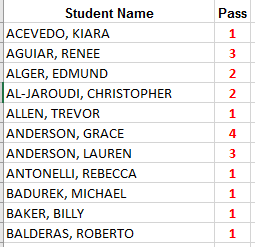 Student Name Pass
ACEVEDO, KIARA 1
AGUIAR, RENEE 3
ALGER, EDMUND 2
AL-JAROUDI, CHRISTOPHER 2
ALLEN, TREVOR 1
ANDERSON, GRACE 4
ANDERSON, LAUREN 3
ANTONELLI, REBECCA 1
BADUREK, MICHAEL 1
BAKER, BILLY 1
BALDERAS, ROBERTO 1